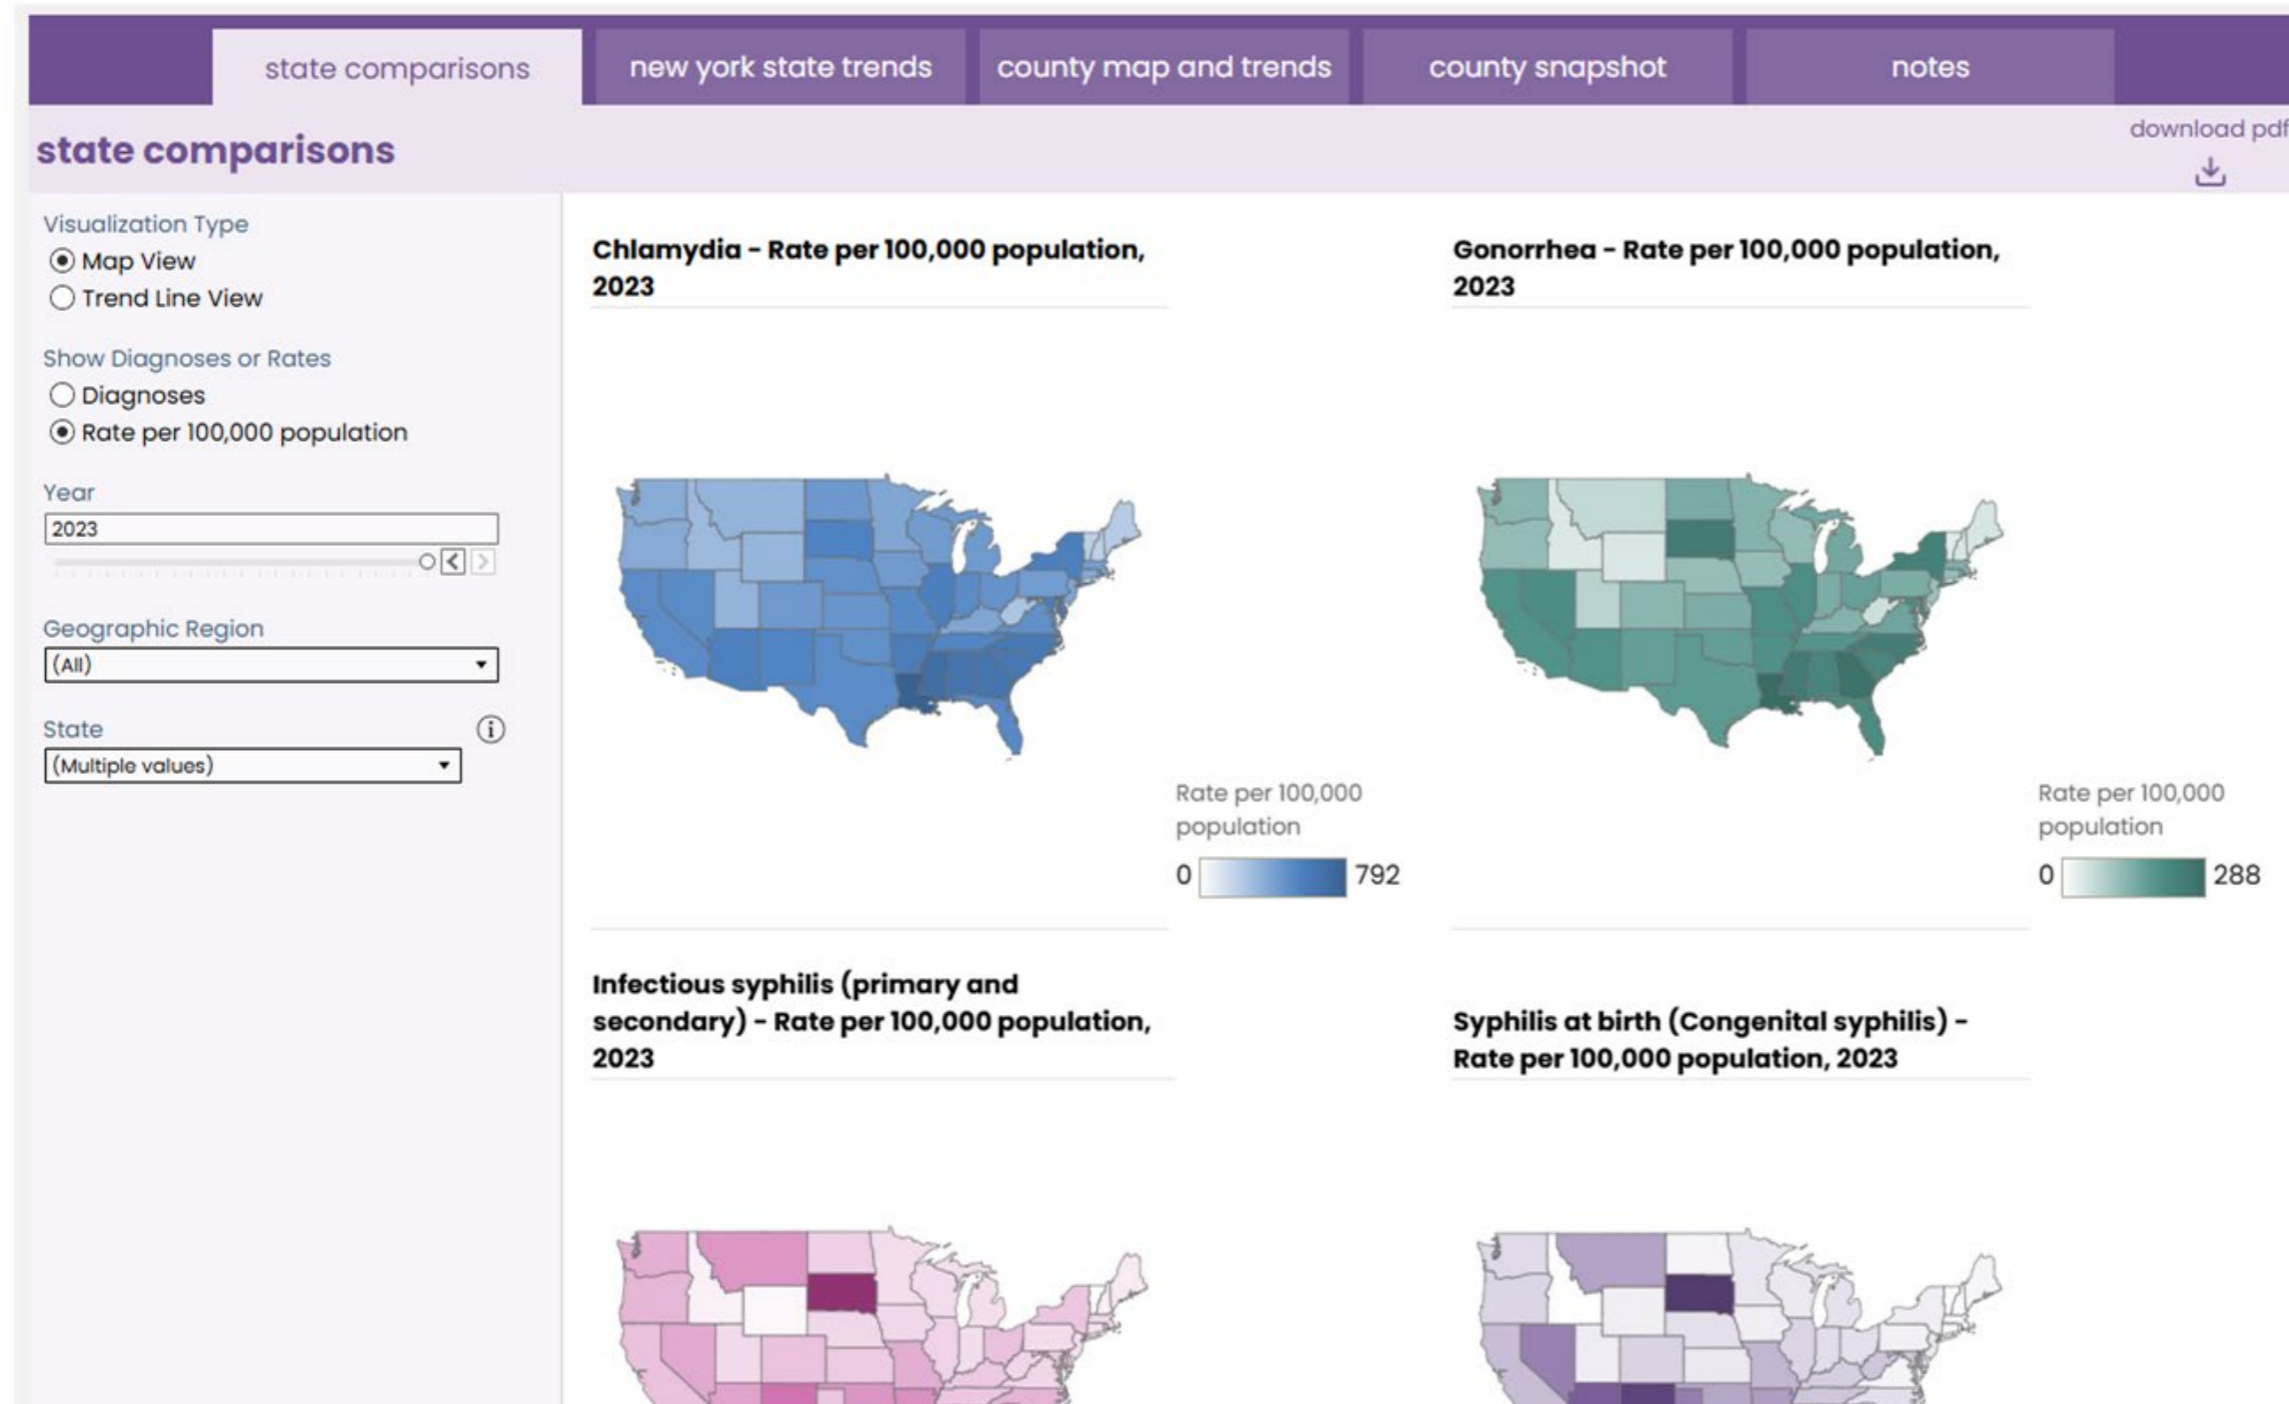 state comparisons
new york state trends
county map and trends
county snapshot
notes
state comparisons
download pdf
Visualization Type
Map View
Trend Line View
Show Diagnoses or Rates
Diagnoses
Rate per 100,000 population
Year
2023
Geographic Region
(All)
State
(Multiple values)
Chlamydia - Rate per 100,000 population,
2023
Rate per 100,000
population
0 792
Gonorrhea - Rate per 100,000 population,
2023
Rate per 100,000
population
0 288
Infectious syphilis (primary and
secondary) - Rate per 100,000 population,
2023
Syphilis at birth (Congenital syphilis) -
Rate per 100,000 population, 2023